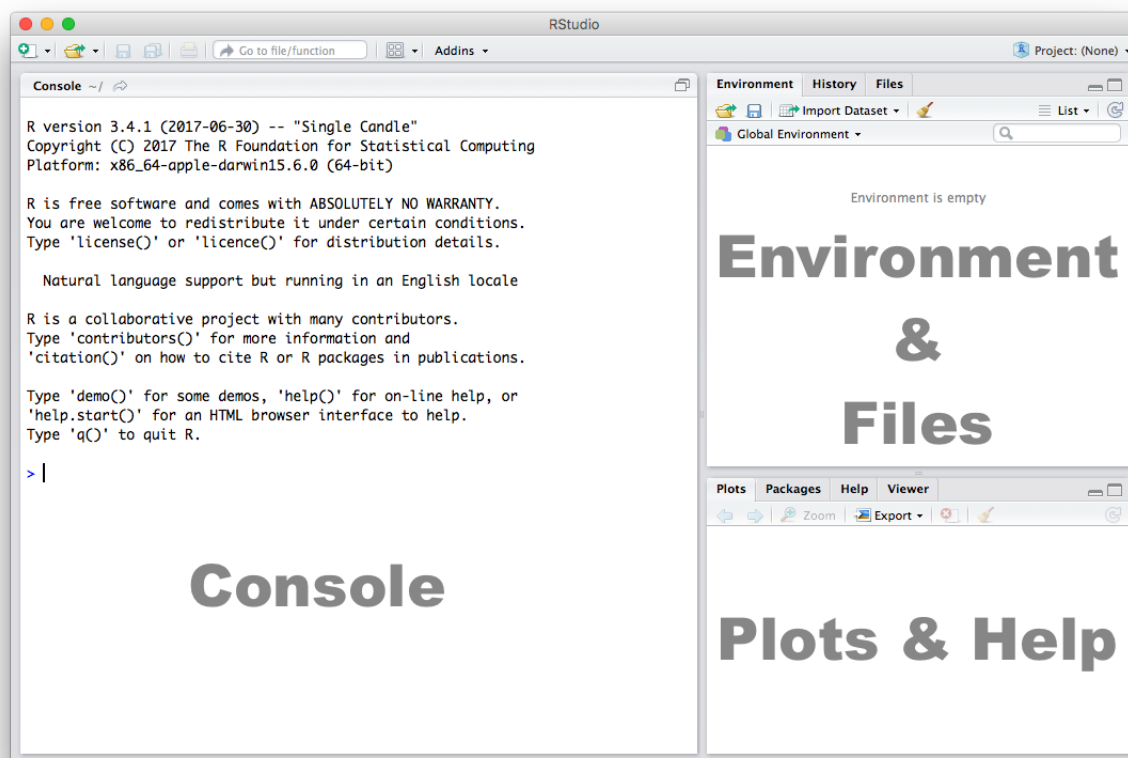 RStudio
Go to file/function
Addins
Project: (None)
Console ~/
R version 3.4.1 (2017-06-30) -- "Single Candle"
Copyright (C) 2017 The R Foundation for Statistical Computing
Platform: x86_64-apple-darwin15.6.0 (64-bit)
R is free software and comes with ABSOLUTELY NO WARRANTY.
You are welcome to redistribute it under certain conditions.
Type 'license()' or 'licence()' for distribution details.
Natural language support but running in an English locale
R is a collaborative project with many contributors.
Type 'contributors()' for more information and
'citation()' on how to cite R or R packages in publications.
Type 'demo()' for some demos, 'help()' for on-line help, or
'help.start()' for an HTML browser interface to help.
Type 'q()' to quit R.
>
Console
Environment History Files
Import Dataset List
Global Environment
Environment is empty
Environment
&
Files
Plots Packages Help Viewer
Zoom Export
Plots & Help